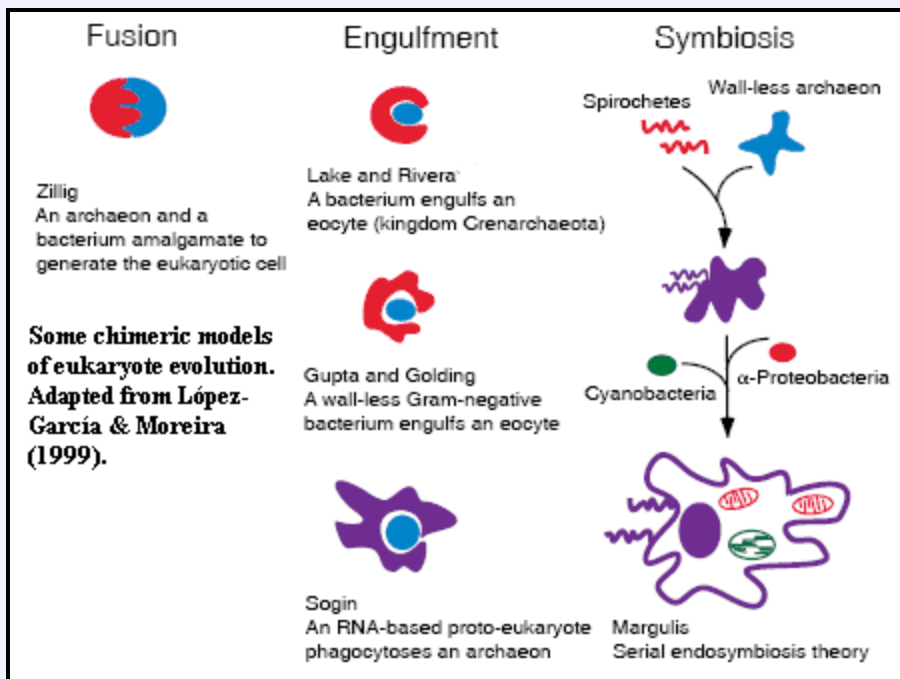 Fusion
Zillig
An archaeon and a
bacterium amalgamate to
generate the eukaryotic cell
Some chimeric models
of eukaryote evolution.
Adapted from López-
García & Moreira
(1999).
Engulfment
Lake and Rivera
A bacterium engulfs an
eocyte (kingdom Crenarchaeota)
Gupta and Golding
A wall-less Gram-negative
bacterium engulfs an eocyte
Sogin
An RNA-based proto-eukaryote
phagocytoses an archaeon
Symbiosis
Spirochetes
Wall-less archaeon
Cyanobacteria
α-Proteobacteria
Margulis
Serial endosymbiosis theory